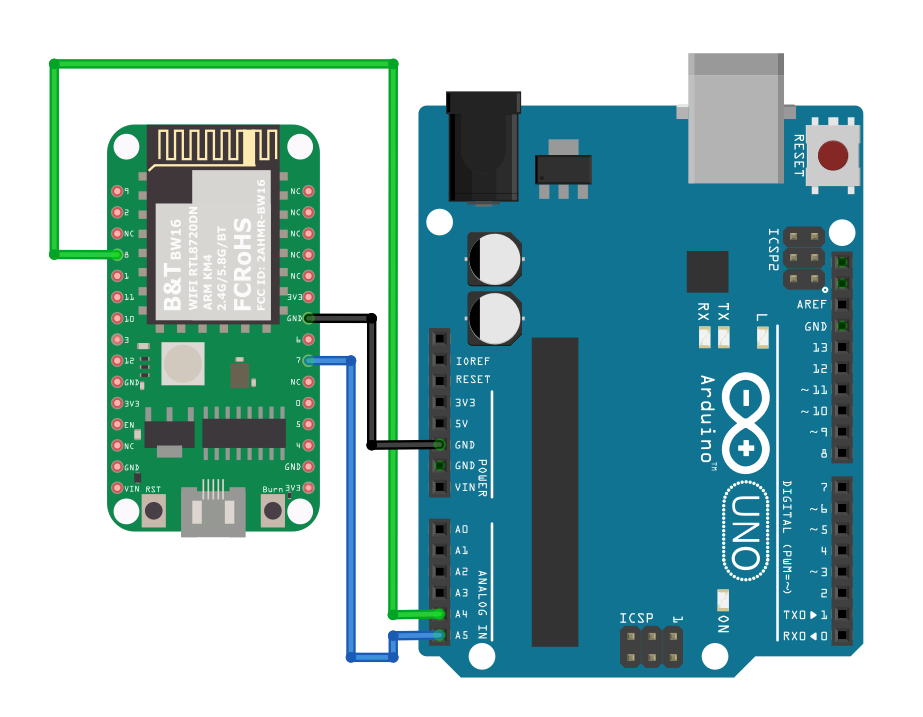 9
2
NC
8
1
11
10
3
12
GND
3V3
EN
NC
GND
VIN
RST
B&T BW16
WIFI RTL8720DN
ARM KM4
2.4G/5.8G/BT
FCRoHS
FCC ID: 2AHMR-BW16
NC
NC
NC
NC
NC
3V3
GND
6
7
NC
0
5
4
GND
3V3
Burn
IOREF
RESET
3V3
5V
GND
GND
VIN
POWER
A0
A1
A2
A3
A4
A5
ANALOG IN
RESET
ICSP2
RX
TX
L
Arduino™
UNO
ON
ICSP
1
AREF
GND
13
12
~11
~10
~9
8
7
~6
~5
4
~3
2
TX0▶1
RX0◀0
DIGITAL (PWM=~)